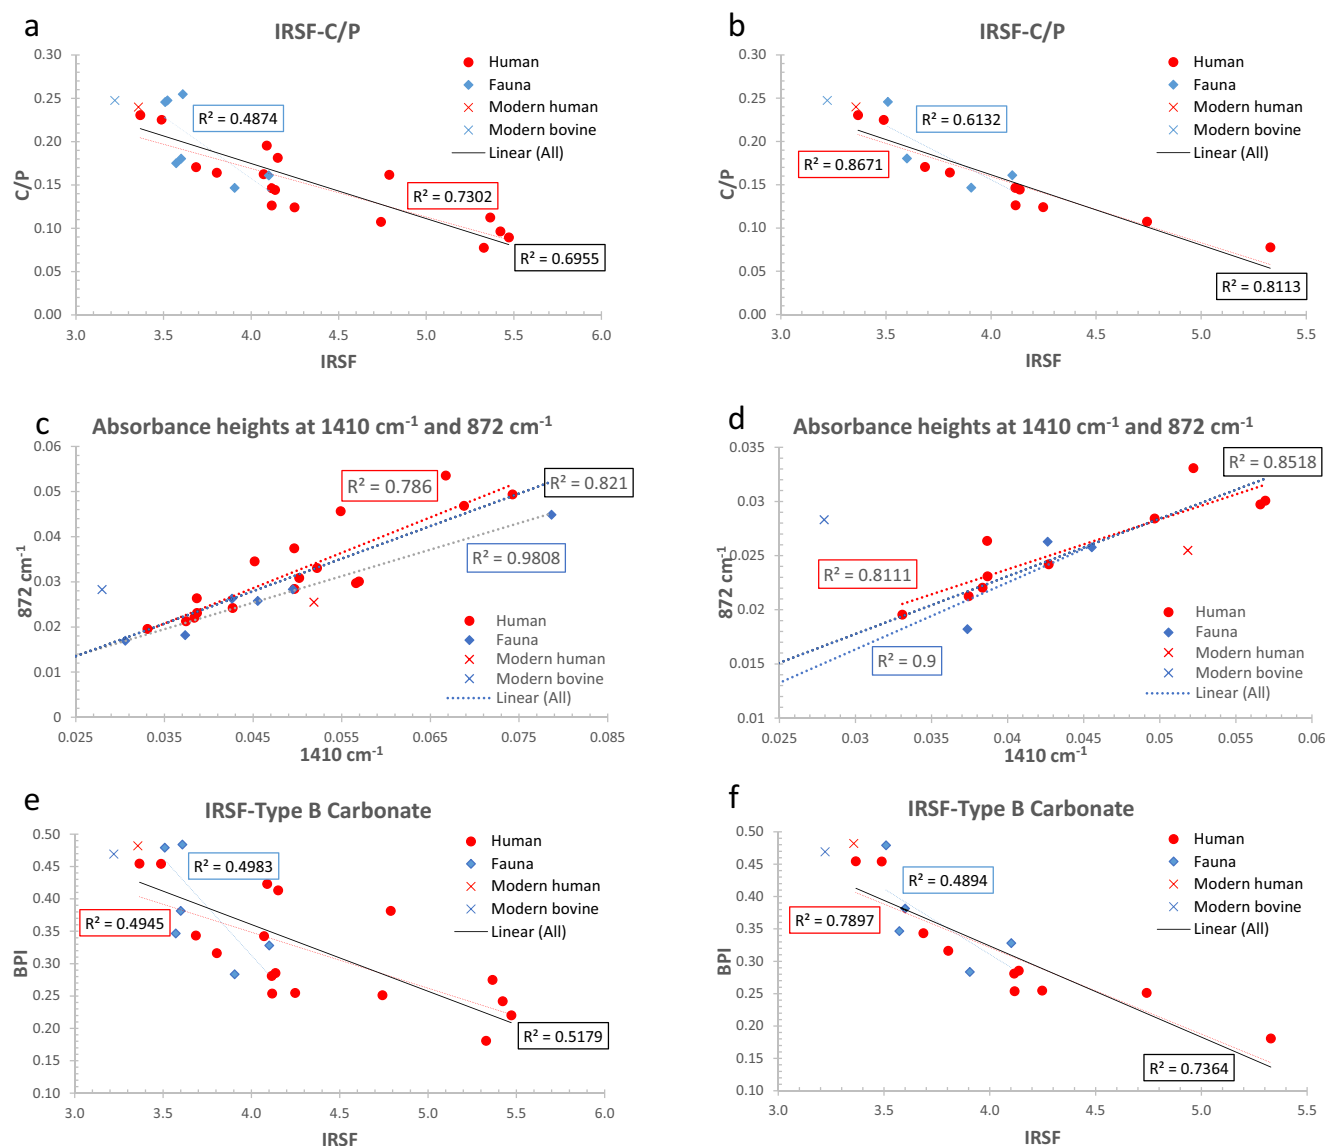 a
IRSF-C/P
0.30
0.25
0.20
0.15
0.10
0.05
0.00
C/P
Human
Fauna
Modern human
Modern bovine
Linear (All)
R² = 0.4874
R² = 0.7302
R² = 0.6955
3.0 3.5 4.0 4.5 5.0 5.5 6.0
IRSF
b
IRSF-C/P
0.30
0.25
0.20
0.15
0.10
0.05
0.00
C/P
Human
Fauna
Modern human
Modern bovine
Linear (All)
R² = 0.6132
R² = 0.8671
R² = 0.8113
3.0 3.5 4.0 4.5 5.0 5.5
IRSF
c
Absorbance heights at 1410 cm⁻¹ and 872 cm⁻¹
0.06
0.05
0.04
0.03
0.02
0.01
0
872 cm⁻¹
R² = 0.786
R² = 0.821
R² = 0.9808
Human
Fauna
Modern human
Modern bovine
Linear (All)
0.025 0.035 0.045 0.055 0.065 0.075 0.085
1410 cm⁻¹
d
Absorbance heights at 1410 cm⁻¹ and 872 cm⁻¹
0.035
0.03
0.025
0.02
0.015
0.01
872 cm⁻¹
R² = 0.8518
R² = 0.8111
R² = 0.9
Human
Fauna
Modern human
Modern bovine
Linear (All)
0.025 0.03 0.035 0.04 0.045 0.05 0.055 0.06
1410 cm⁻¹
e
IRSF-Type B Carbonate
0.50
0.45
0.40
0.35
0.30
0.25
0.20
0.15
0.10
BPI
Human
Fauna
Modern human
Modern bovine
Linear (All)
R² = 0.4983
R² = 0.4945
R² = 0.5179
3.0 3.5 4.0 4.5 5.0 5.5 6.0
IRSF
f
IRSF-Type B Carbonate
0.50
0.45
0.40
0.35
0.30
0.25
0.20
0.15
0.10
BPI
Human
Fauna
Modern human
Modern bovine
Linear (All)
R² = 0.4894
R² = 0.7897
R² = 0.7364
3.0 3.5 4.0 4.5 5.0 5.5
IRSF